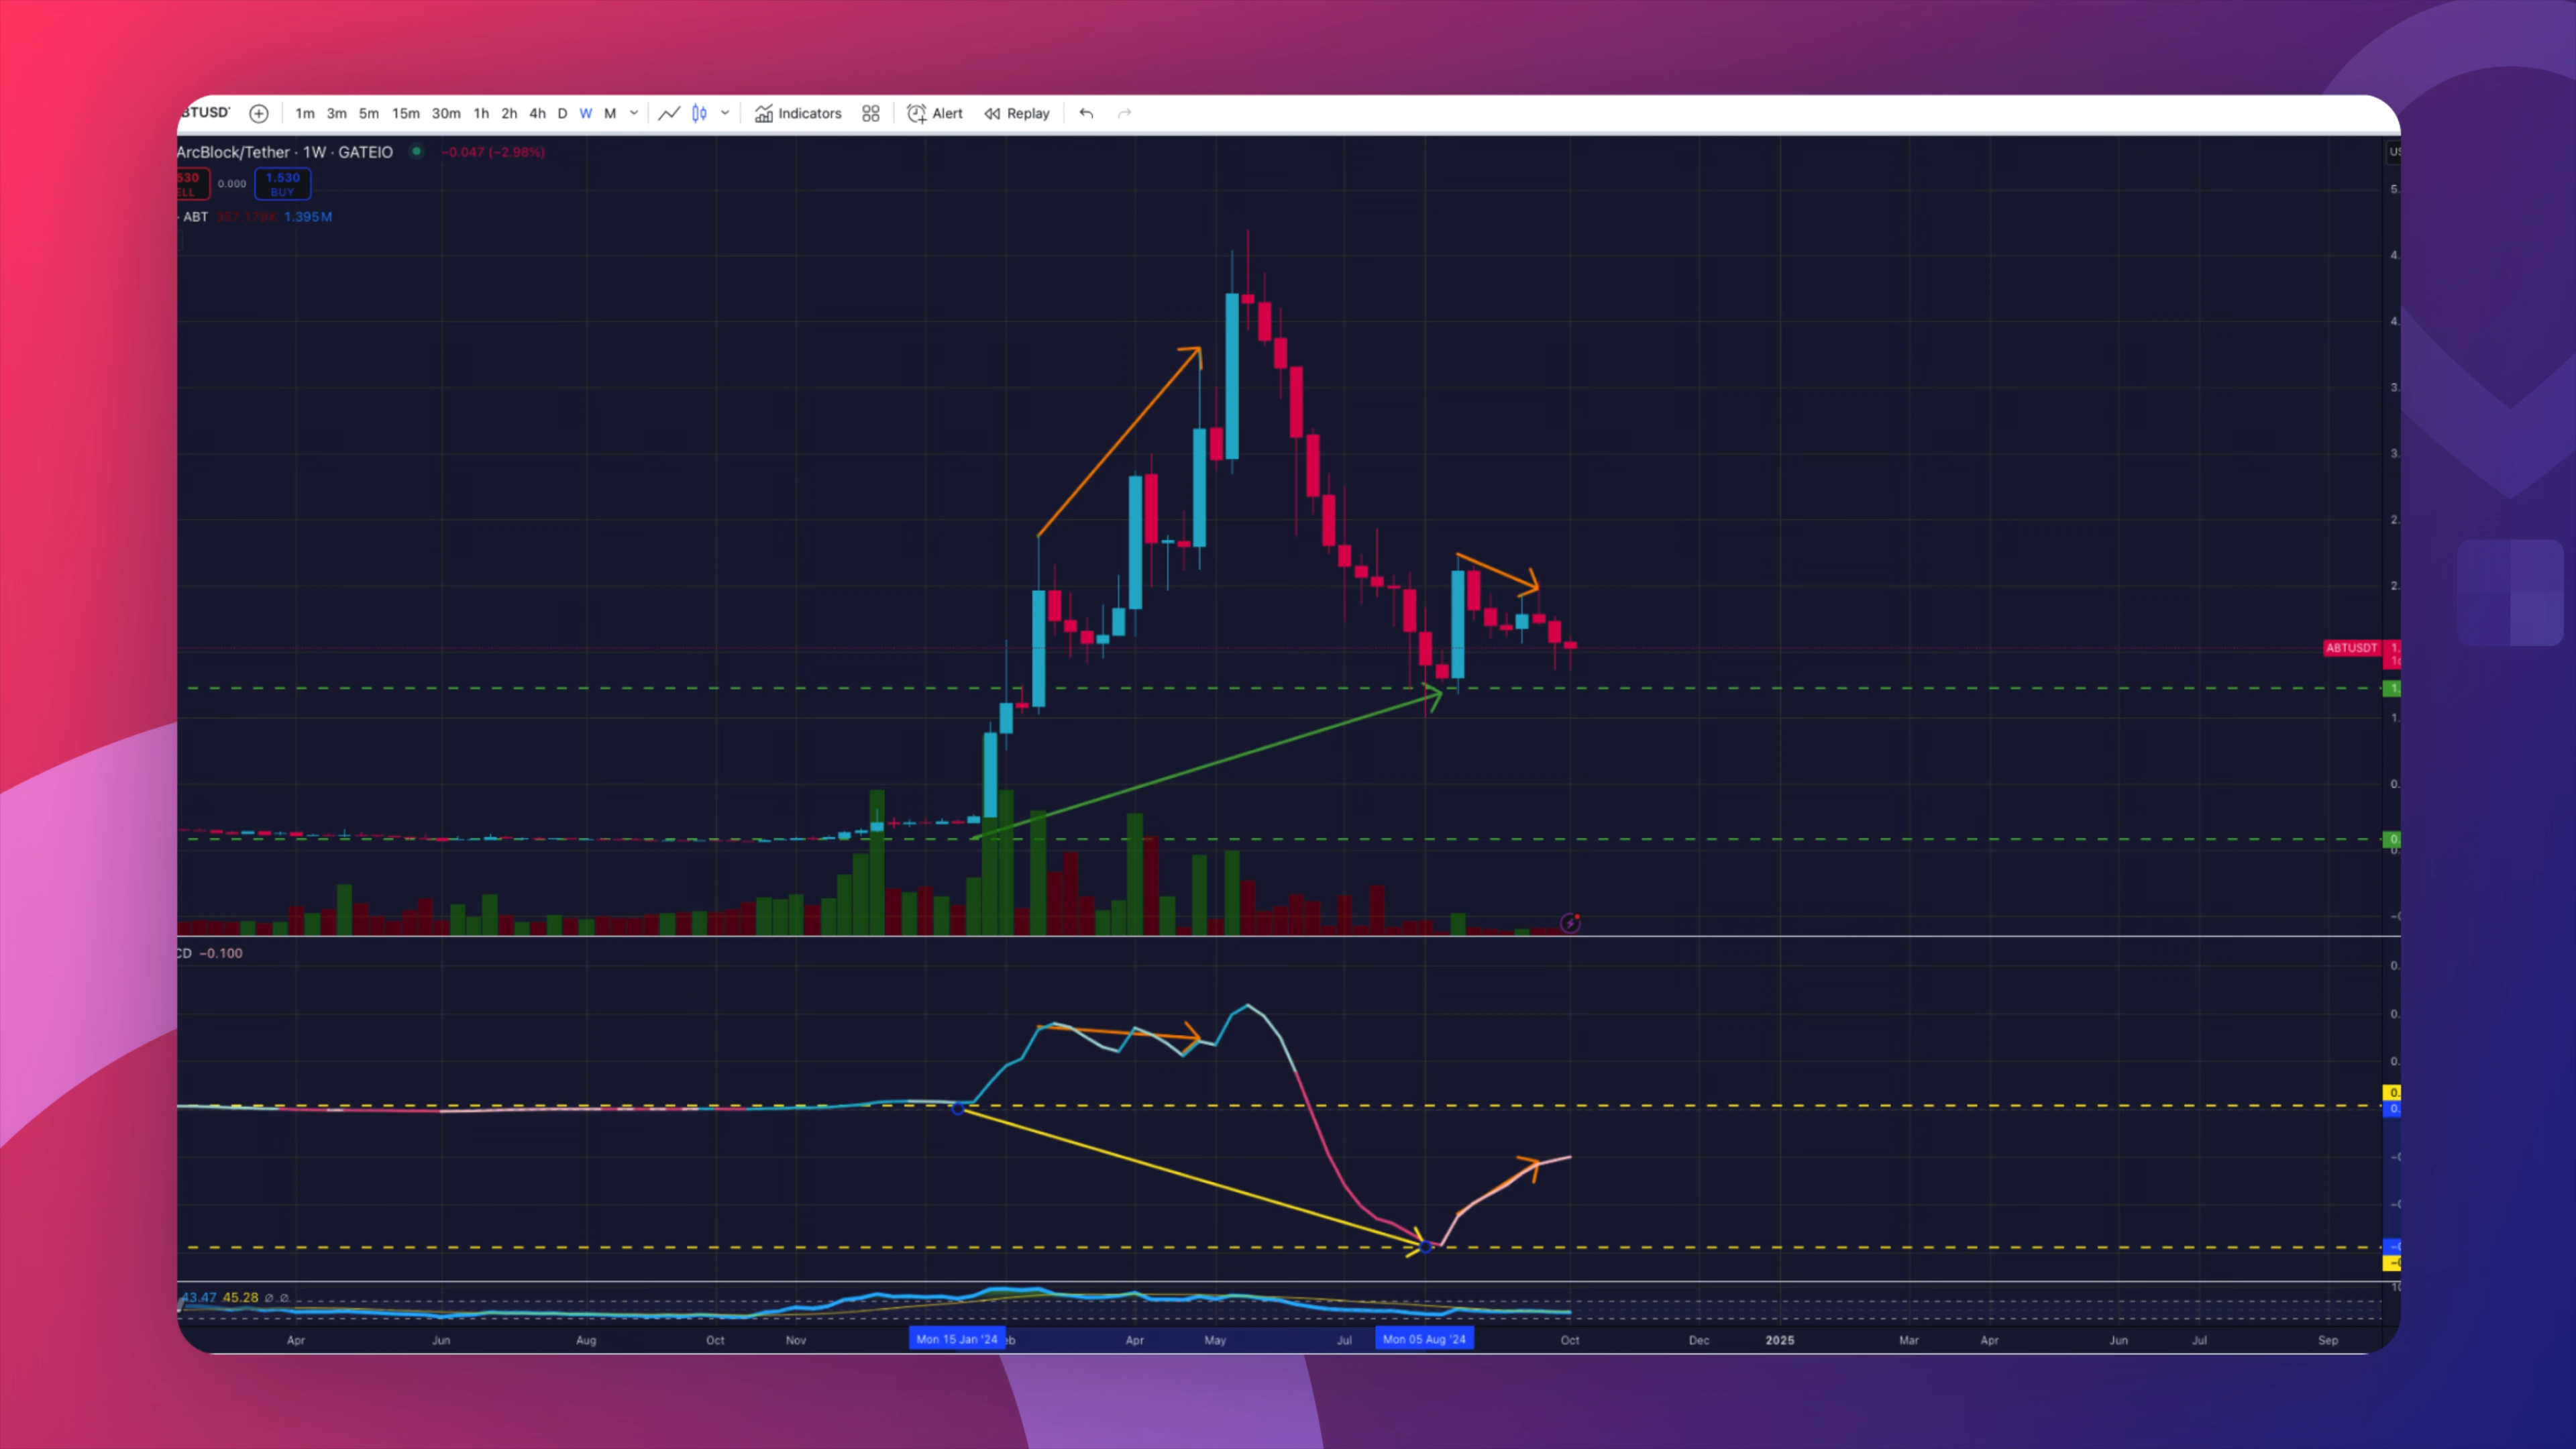 BTUSD 1m 3m 5m 15m 30m 1h 2h 4h D W M Indicators Alert Replay
ArcBlock/Tether · 1W · GATEIO −0.047 (−2.98%)
530 0.000 1.530
ELL BUY
· ABT 1.395 M
ABTUSDT
CD −0.100
43.47 45.28 ∅ ∅
Apr Jun Aug Oct Nov Mon 15 Jan '24 eb Apr May Jul Mon 05 Aug '24 Oct Dec 2025 Mar Apr Jun Jul Sep